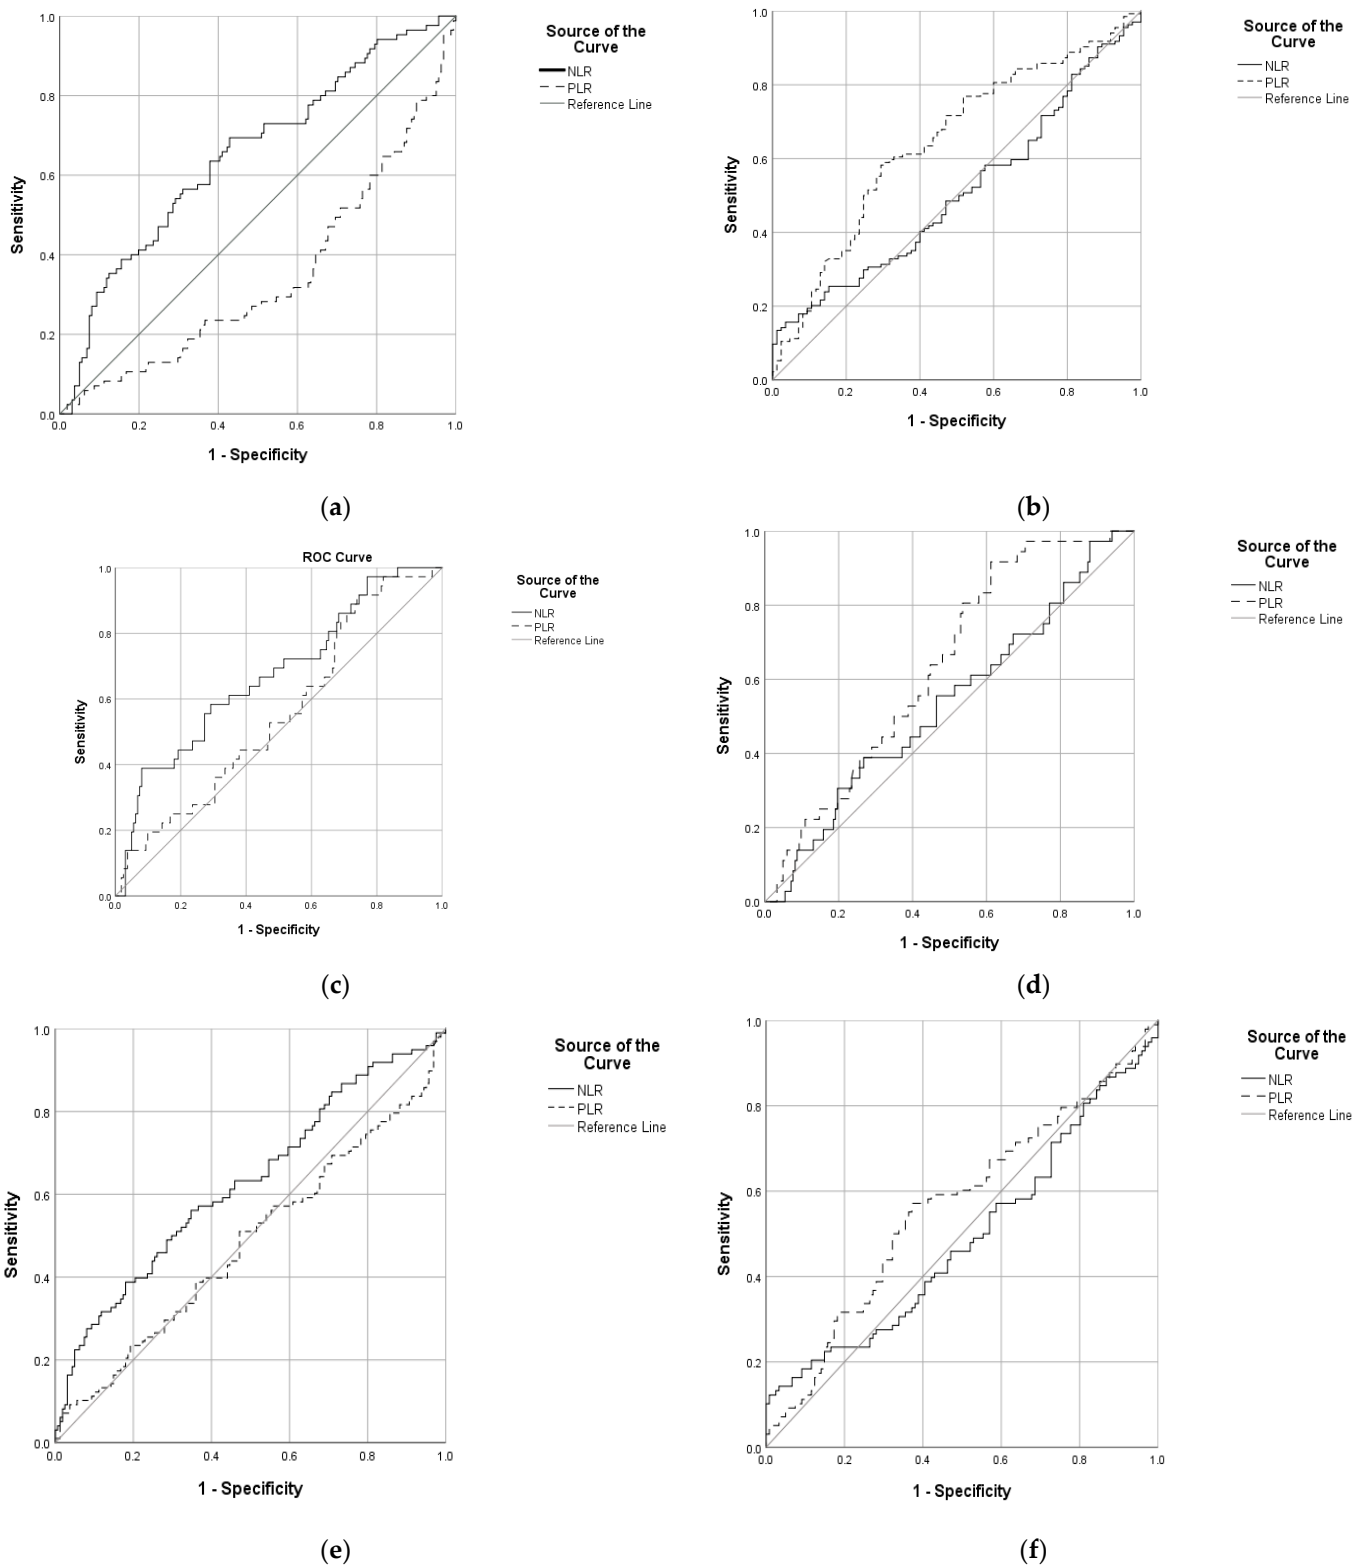 Source of the
Curve
NLR
PLR
Reference Line
1.0
0.8
0.6
0.4
0.2
0.0
Sensitivity
0.0 0.2 0.4 0.6 0.8 1.0
1 - Specificity
(a)
Source of the
Curve
NLR
PLR
Reference Line
1.0
0.8
0.6
0.4
0.2
0.0
Sensitivity
0.0 0.2 0.4 0.6 0.8 1.0
1 - Specificity
(b)
ROC Curve
Source of the
Curve
NLR
PLR
Reference Line
1.0
0.8
0.6
0.4
0.2
0.0
Sensitivity
0.0 0.2 0.4 0.6 0.8 1.0
1 - Specificity
(c)
Source of the
Curve
NLR
PLR
Reference Line
1.0
0.8
0.6
0.4
0.2
0.0
Sensitivity
0.0 0.2 0.4 0.6 0.8 1.0
1 - Specificity
(d)
Source of the
Curve
NLR
PLR
Reference Line
1.0
0.8
0.6
0.4
0.2
0.0
Sensitivity
0.0 0.2 0.4 0.6 0.8 1.0
1 - Specificity
(e)
Source of the
Curve
NLR
PLR
Reference Line
1.0
0.8
0.6
0.4
0.2
0.0
Sensitivity
0.0 0.2 0.4 0.6 0.8 1.0
1 - Specificity
(f)